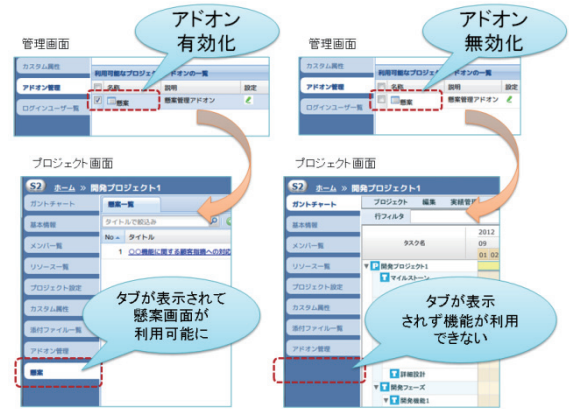 アドオン
有効化
管理画面
カスタム属性
アドオン管理
ログインユーザー覧
利用可能なプロジェクトアドオンの一覧
名称
説明
設定
懸案
懸案管理アドオン
プロジェクト画面
S2 ホーム » 開発プロジェクト1
ガントチャート
基本情報
メンバー覧
リソース一覧
プロジェクト設定
カスタム属性
添付ファイル一覧
アドオン管理
懸案
懸案一覧
タイトルで絞込み
No
タイトル
1
○○機能に関する顧客指摘への対応
タブが表示されて
懸案画面が
利用可能に
アドオン
無効化
管理画面
カスタム属性
アドオン管理
ログインユーザー覧
利用可能なプロジェクトアドオンの一覧
名称
説明
設定
懸案
懸案管理アドオン
プロジェクト画面
S2 ホーム » 開発プロジェクト1
ガントチャート
基本情報
メンバー覧
リソース一覧
プロジェクト設定
カスタム属性
添付ファイル一覧
アドオン管理
プロジェクト 編集 実績管
行フィルタ
タスク名
2012
09
01 02
開発プロジェクト1
マイルストーン
詳細設計
開発フェーズ
開発機能1
タブが表示
されず機能が利用
できない